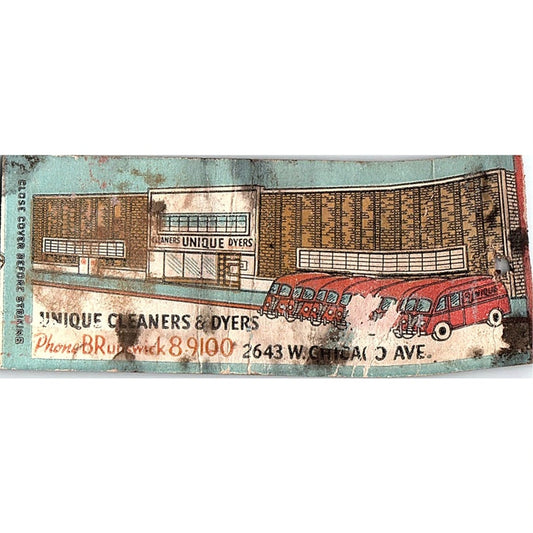 CLOSE COVER BEFORE STRIKING
CLEANERS UNIQUE DYERS
UNIQUE
UNIQUE CLEANERS & DYERS
Phone BRunswick 8-9100
2643 W. CHICAGO AVE.